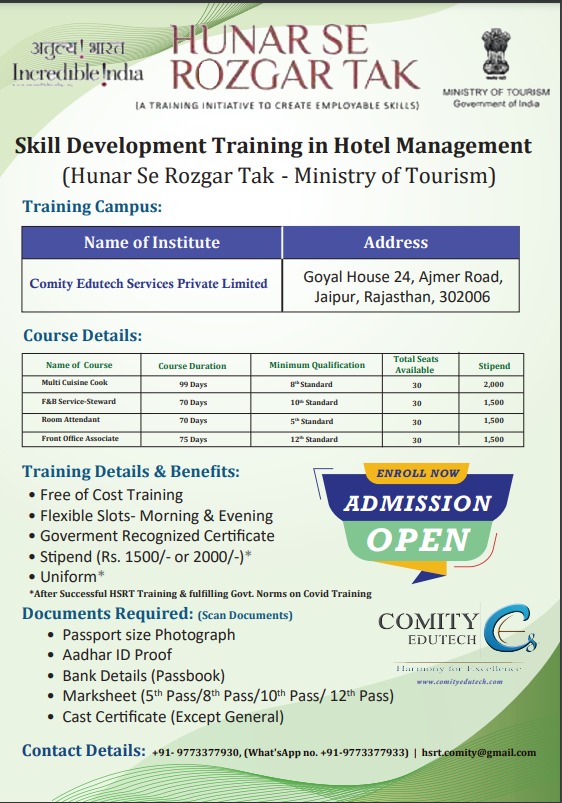 अतुल्य! भारत
Incredible!ndia
HUNAR SE
ROZGAR TAK
(A TRAINING INITIATIVE TO CREATE EMPLOYABLE SKILLS)
MINISTRY OF TOURISM
Government of India
Skill Development Training in Hotel Management
(Hunar Se Rozgar Tak - Ministry of Tourism)
Training Campus:
Name of Institute Address
Comity Edutech Services Private Limited Goyal House 24, Ajmer Road,
Jaipur, Rajasthan, 302006
Course Details:
Name of Course Course Duration Minimum Qualification Total Seats Available Stipend
Multi Cuisine Cook 99 Days 8th Standard 30 2,000
F&B Service-Steward 70 Days 10th Standard 30 1,500
Room Attendant 70 Days 5th Standard 30 1,500
Front Office Associate 75 Days 12th Standard 30 1,500
Training Details & Benefits:
• Free of Cost Training
• Flexible Slots- Morning & Evening
• Goverment Recognized Certificate
• Stipend (Rs. 1500/- or 2000/-)*
• Uniform*
*After Successful HSRT Training & fulfilling Govt. Norms on Covid Training
ENROLL NOW
ADMISSION
OPEN
Documents Required: (Scan Documents)
• Passport size Photograph
• Aadhar ID Proof
• Bank Details (Passbook)
• Marksheet (5th Pass/8th Pass/10th Pass/ 12th Pass)
• Cast Certificate (Except General)
COMITY
EDUTECH
Harmony for Excellence
www.comityedutech.com
Contact Details: +91- 9773377930, (What'sApp no. +91-9773377933) | hsrt.comity@gmail.com